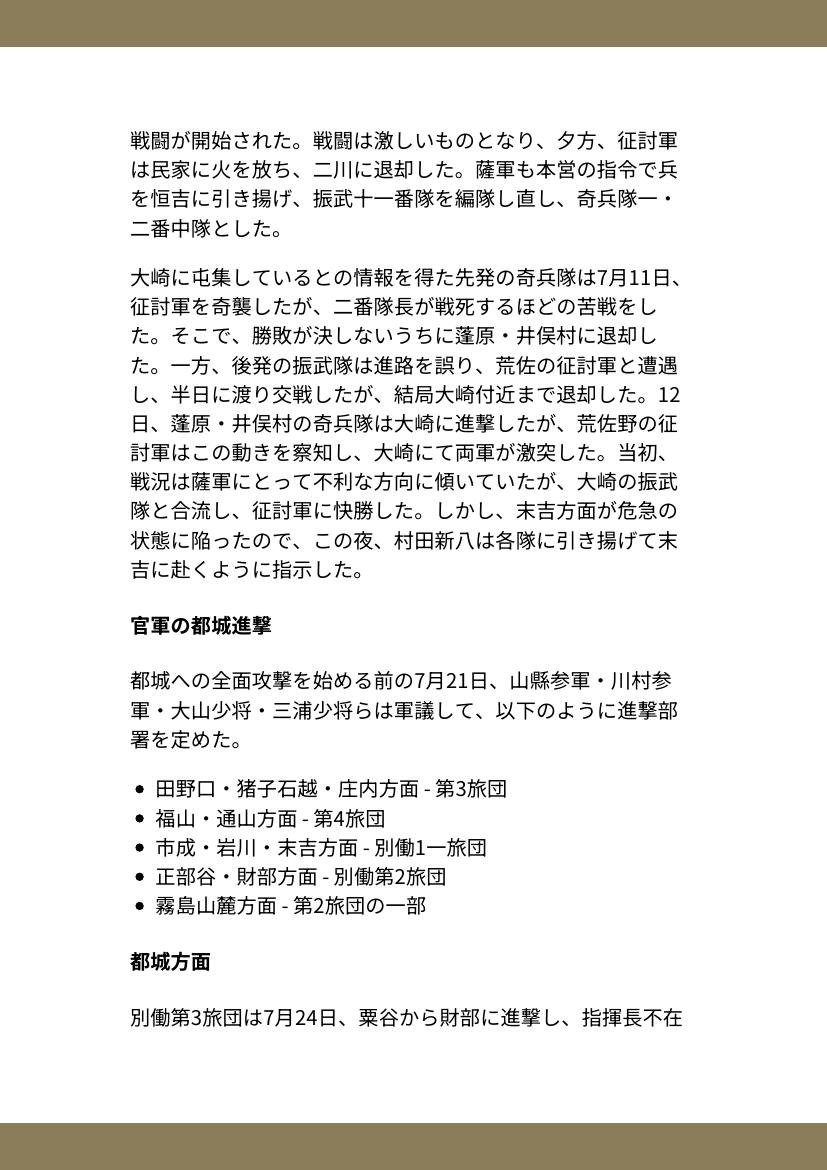 戦闘が開始された。戦闘は激しいものとなり、夕方、征討軍
は民家に火を放ち、二川に退却した。薩軍も本営の指令で兵
を恒吉に引き揚げ、振武十一番隊を編隊し直し、奇兵隊一・
二番中隊とした。
大崎に屯集しているとの情報を得た先発の奇兵隊は7月11日、
征討軍を奇襲したが、二番隊長が戦死するほどの苦戦をし
た。そこで、勝敗が決しないうちに蓬原・井俣村に退却し
た。一方、後発の振武隊は進路を誤り、荒佐の征討軍と遭遇
し、半日に渡り交戦したが、結局大崎付近まで退却した。12
日、蓬原・井俣村の奇兵隊は大崎に進撃したが、荒佐野の征
討軍はこの動きを察知し、大崎にて両軍が激突した。当初、
戦況は薩軍にとって不利な方向に傾いていたが、大崎の振武
隊と合流し、征討軍に快勝した。しかし、末吉方面が危急の
状態に陥ったので、この夜、村田新八は各隊に引き揚げて末
吉に赴くように指示した。
官軍の都城進撃
都城への全面攻撃を始める前の7月21日、山縣参軍・川村参
軍・大山少将・三浦少将らは軍議して、以下のように進撃部
署を定めた。
• 田野口・猪子石越・庄内方面 - 第3旅団
• 福山・通山方面 - 第4旅団
• 市成・岩川・末吉方面 - 別働1一旅団
• 正部谷・財部方面 - 別働第2旅団
• 霧島山麓方面 - 第2旅団の一部
都城方面
別働第3旅団は7月24日、粟谷から財部に進撃し、指揮長不在